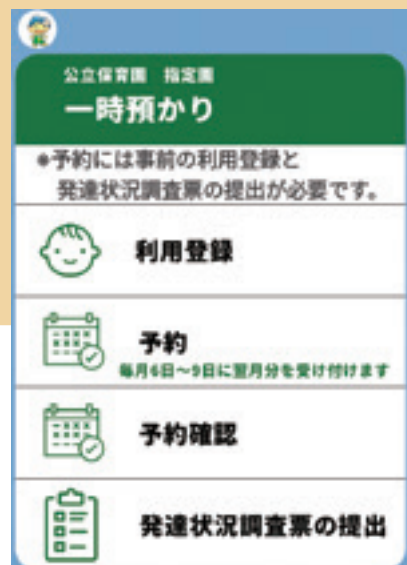 公立保育園 指定園
一時預かり
*予約には事前の利用登録と
発達状況調査票の提出が必要です。
利用登録
予約
毎月6日~9日に翌月分を受け付けます
予約確認
発達状況調査票の提出